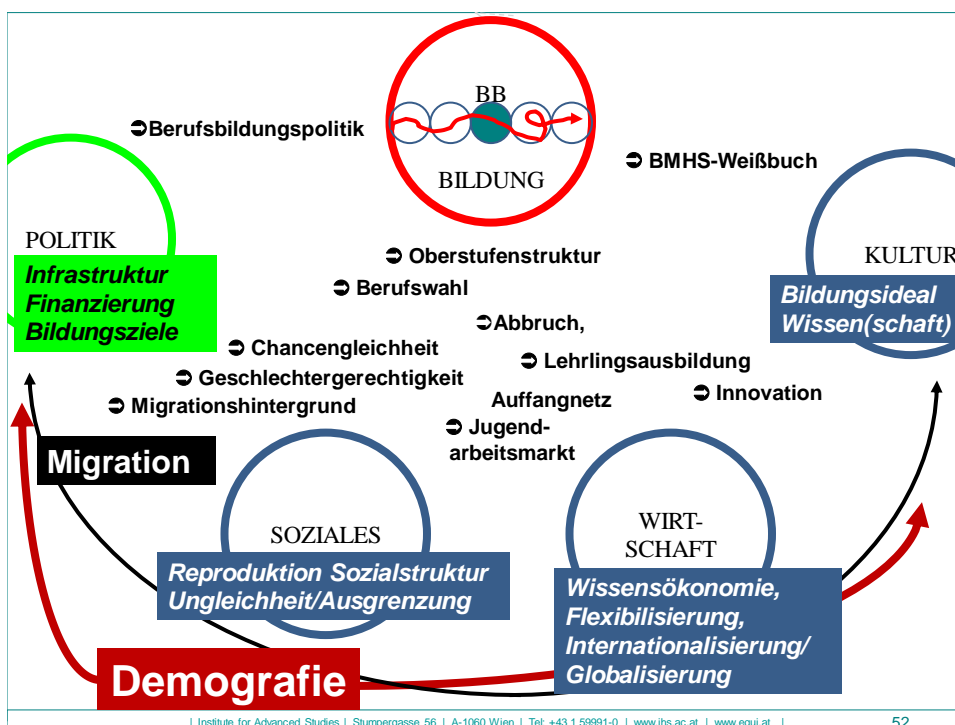 BB
➲Berufsbildungspolitik
➲ BMHS-Weißbuch
BILDUNG
POLITIK
Infrastruktur
Finanzierung
Bildungsziele
KULTUR
Bildungsideal
Wissen(schaft)
➲ Oberstufenstruktur
➲ Berufswahl
➲Abbruch,
➲ Chancengleichheit
➲ Lehrlingsausbildung
➲ Geschlechtergerechtigkeit
➲ Migrationshintergrund
Auffangnetz
➲ Innovation
➲ Jugend-
arbeitsmarkt
Migration
SOZIALES
Reproduktion Sozialstruktur
Ungleichheit/Ausgrenzung
WIRT-
SCHAFT
Wissensökonomie,
Flexibilisierung,
Internationalisierung/
Globalisierung
Demografie
| Institute for Advanced Studies | Stumpergasse 56 | A-1060 Wien | Tel: +43 1 59991-0 | www.ihs.ac.at | www.equi.at |
52